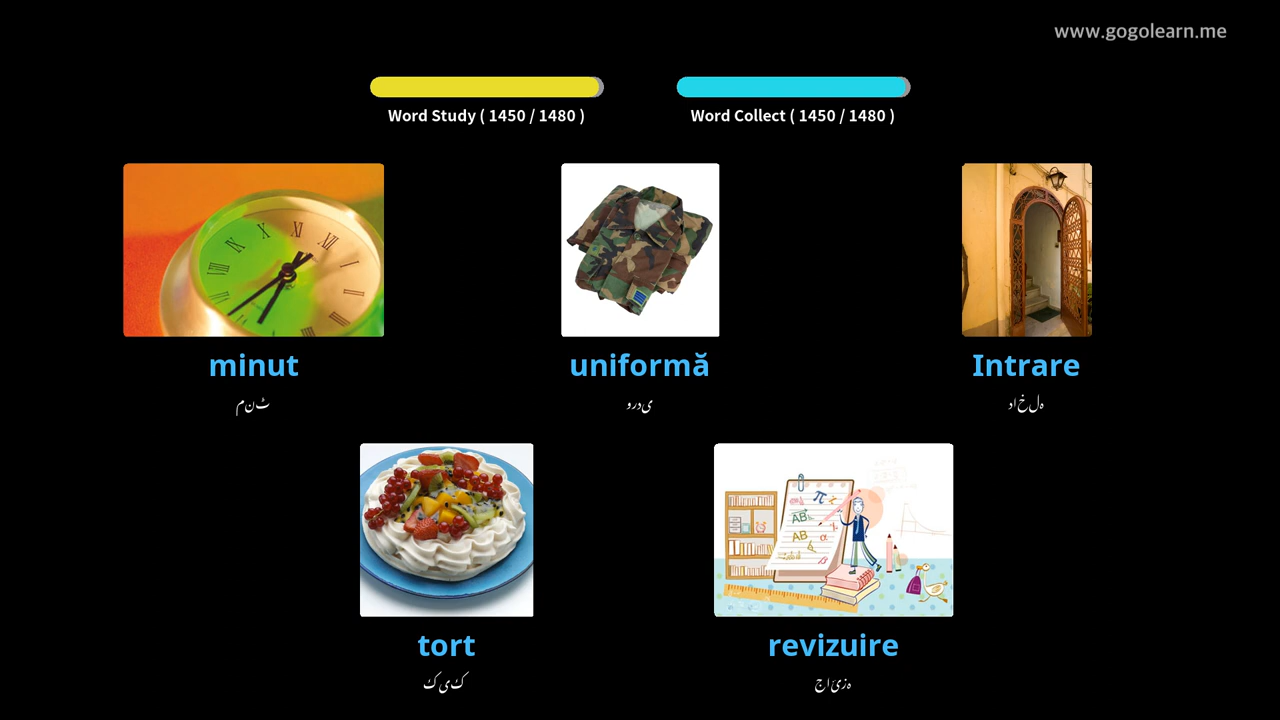 www.gogolearn.me
Word Study ( 1450 / 1480 )
Word Collect ( 1450 / 1480 )
minut
uniformă
Intrare
منٹ
وردی
داخلہ
tort
revizuire
کیک
جائزہ